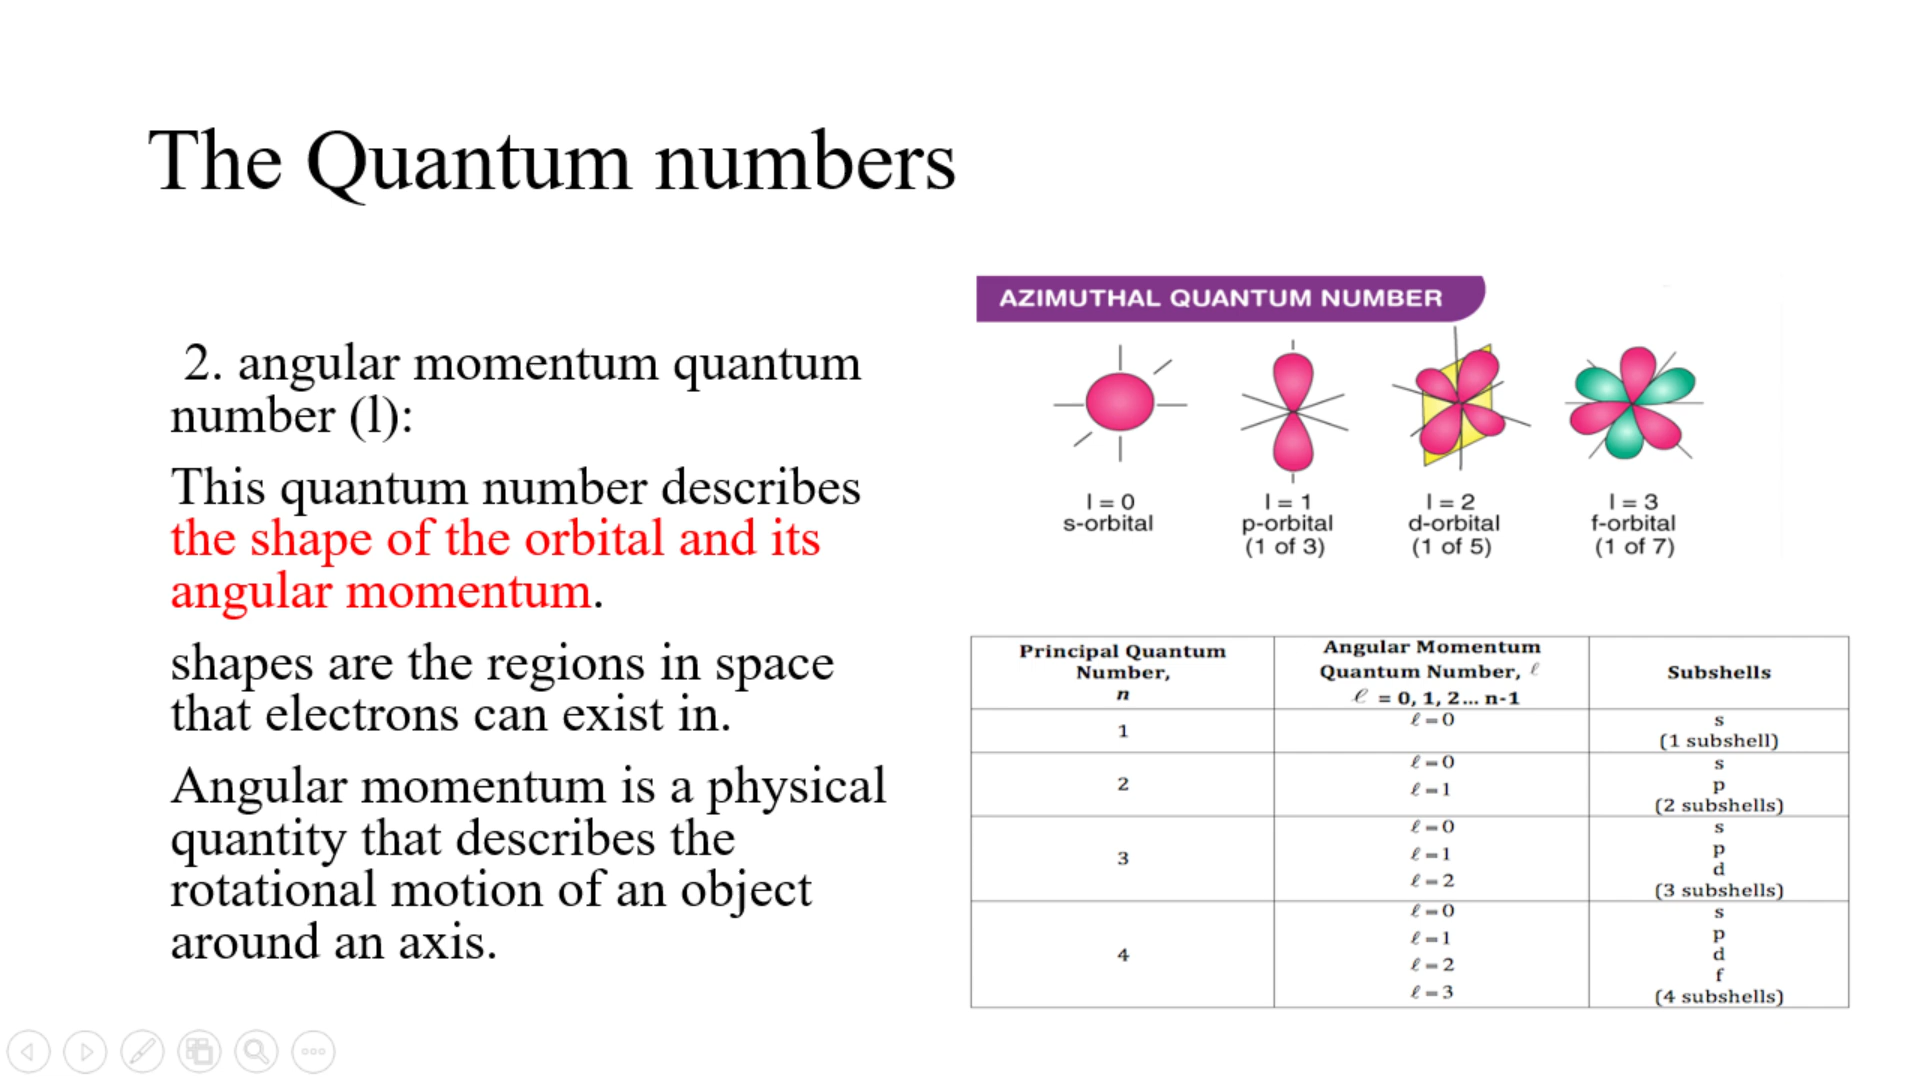 The Quantum numbers
2. angular momentum quantum
number (l):
This quantum number describes
the shape of the orbital and its
angular momentum.
shapes are the regions in space
that electrons can exist in.
Angular momentum is a physical
quantity that describes the
rotational motion of an object
around an axis.
AZIMUTHAL QUANTUM NUMBER
l = 0
s-orbital
l = 1
p-orbital
(1 of 3)
l = 2
d-orbital
(1 of 5)
l = 3
f-orbital
(1 of 7)
Principal Quantum
Number,
n
Angular Momentum
Quantum Number, ℓ
ℓ = 0, 1, 2... n-1
Subshells
1
ℓ = 0
s
(1 subshell)
2
ℓ = 0
ℓ = 1
s
p
(2 subshells)
3
ℓ = 0
ℓ = 1
ℓ = 2
s
p
d
(3 subshells)
4
ℓ = 0
ℓ = 1
ℓ = 2
ℓ = 3
s
p
d
f
(4 subshells)